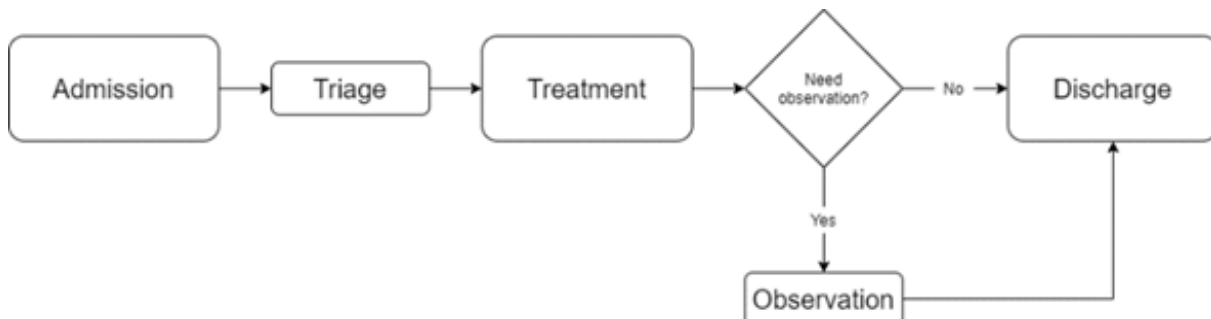 Admission
Triage
Treatment
Need
observation?
No
Discharge
Yes
Observation